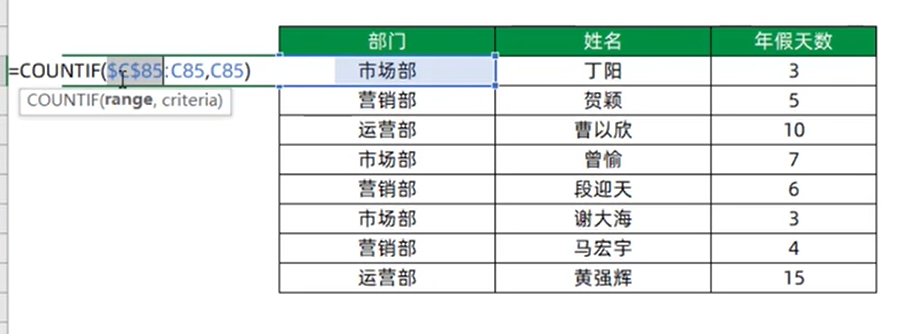 部门 姓名 年假天数
=COUNTIF($C$85:C85,C85) 市场部 丁阳 3
COUNTIF(range, criteria) 营销部 贺颖 5
运营部 曹以欣 10
市场部 曾愉 7
营销部 段迎天 6
市场部 谢大海 3
营销部 马宏宇 4
运营部 黄强辉 15